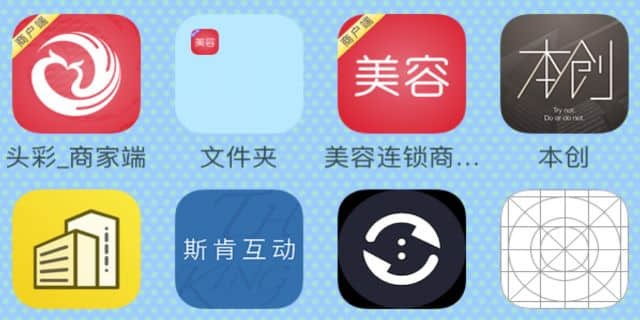 商户端
美容
商户端
美容
本创
Try not.
Do or do not.
头彩_商家端
文件夹
美容连锁商...
本创
TH
KING
斯肯互动